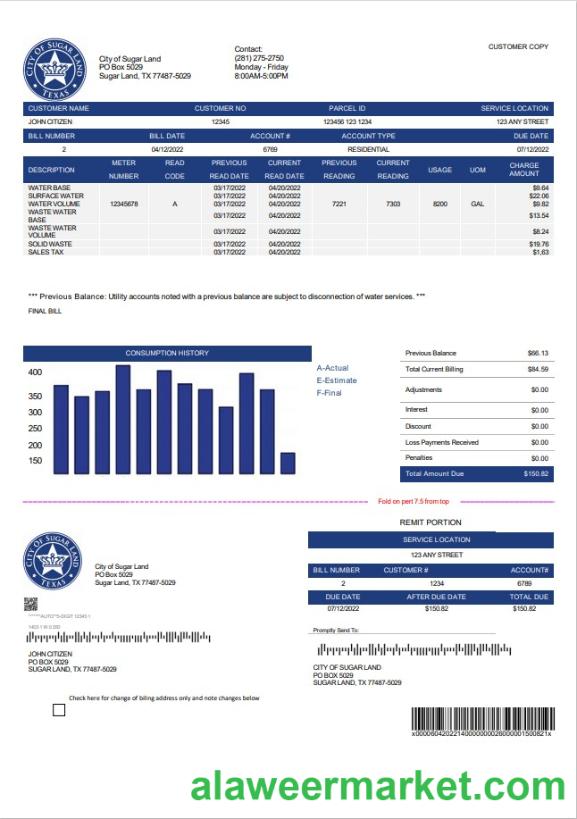 CUSTOMER COPY
CITY OF SUGAR LAND
TEXAS
City of Sugar Land
PO Box 5029
Sugar Land, TX 77487-5029
Contact:
(281) 275-2750
Monday - Friday
8:00AM-5:00PM
CUSTOMER NAME CUSTOMER NO PARCEL ID SERVICE LOCATION
JOHN CITIZEN 12345 123456 123 1234 123 ANY STREET
BILL NUMBER BILL DATE ACCOUNT # ACCOUNT TYPE DUE DATE
2 04/12/2022 6769 RESIDENTIAL 07/12/2022
DESCRIPTION METER NUMBER READ CODE PREVIOUS READ DATE CURRENT READ DATE PREVIOUS READING CURRENT READING USAGE UOM CHARGE AMOUNT
WATER BASE 03/17/2022 04/20/2022 $9.64
SURFACE WATER 03/17/2022 04/20/2022 $22.06
WATER VOLUME 12345678 A 03/17/2022 04/20/2022 7221 7303 8200 GAL $9.82
WASTE WATER BASE 03/17/2022 04/20/2022 $13.54
WASTE WATER VOLUME 03/17/2022 04/20/2022 $8.24
SOLID WASTE 03/17/2022 04/20/2022 $19.76
SALES TAX 03/17/2022 04/20/2022 $1,63
*** Previous Balance: Utility accounts noted with a previous balance are subject to disconnection of water services. ***
FINAL BILL
CONSUMPTION HISTORY
400
350
300
250
200
150
A-Actual
E-Estimate
F-Final
Previous Balance $66.13
Total Current Billing $84.59
Adjustments $0.00
Interest $0.00
Discount $0.00
Loss Payments Received $0.00
Penalties $0.00
Total Amount Due $150.82
Fold on pert 7.5 from top
CITY OF SUGAR LAND
TEXAS
City of Sugar Land
PO Box 5029
Sugar Land, TX 77487-5029
REMIT PORTION
SERVICE LOCATION
123 ANY STREET
BILL NUMBER CUSTOMER # ACCOUNT#
2 1234 6789
DUE DATE AFTER DUE DATE TOTAL DUE
07/12/2022 $150.82 $150.82
JOHN CITIZEN
PO BOX 5029
SUGAR LAND, TX 77487-5029
Promptly Send To:
CITY OF SUGAR LAND
PO BOX 5029
SUGAR LAND, TX 77487-5029
Check here for change of billing address only and note changes below
alaweermarket.com